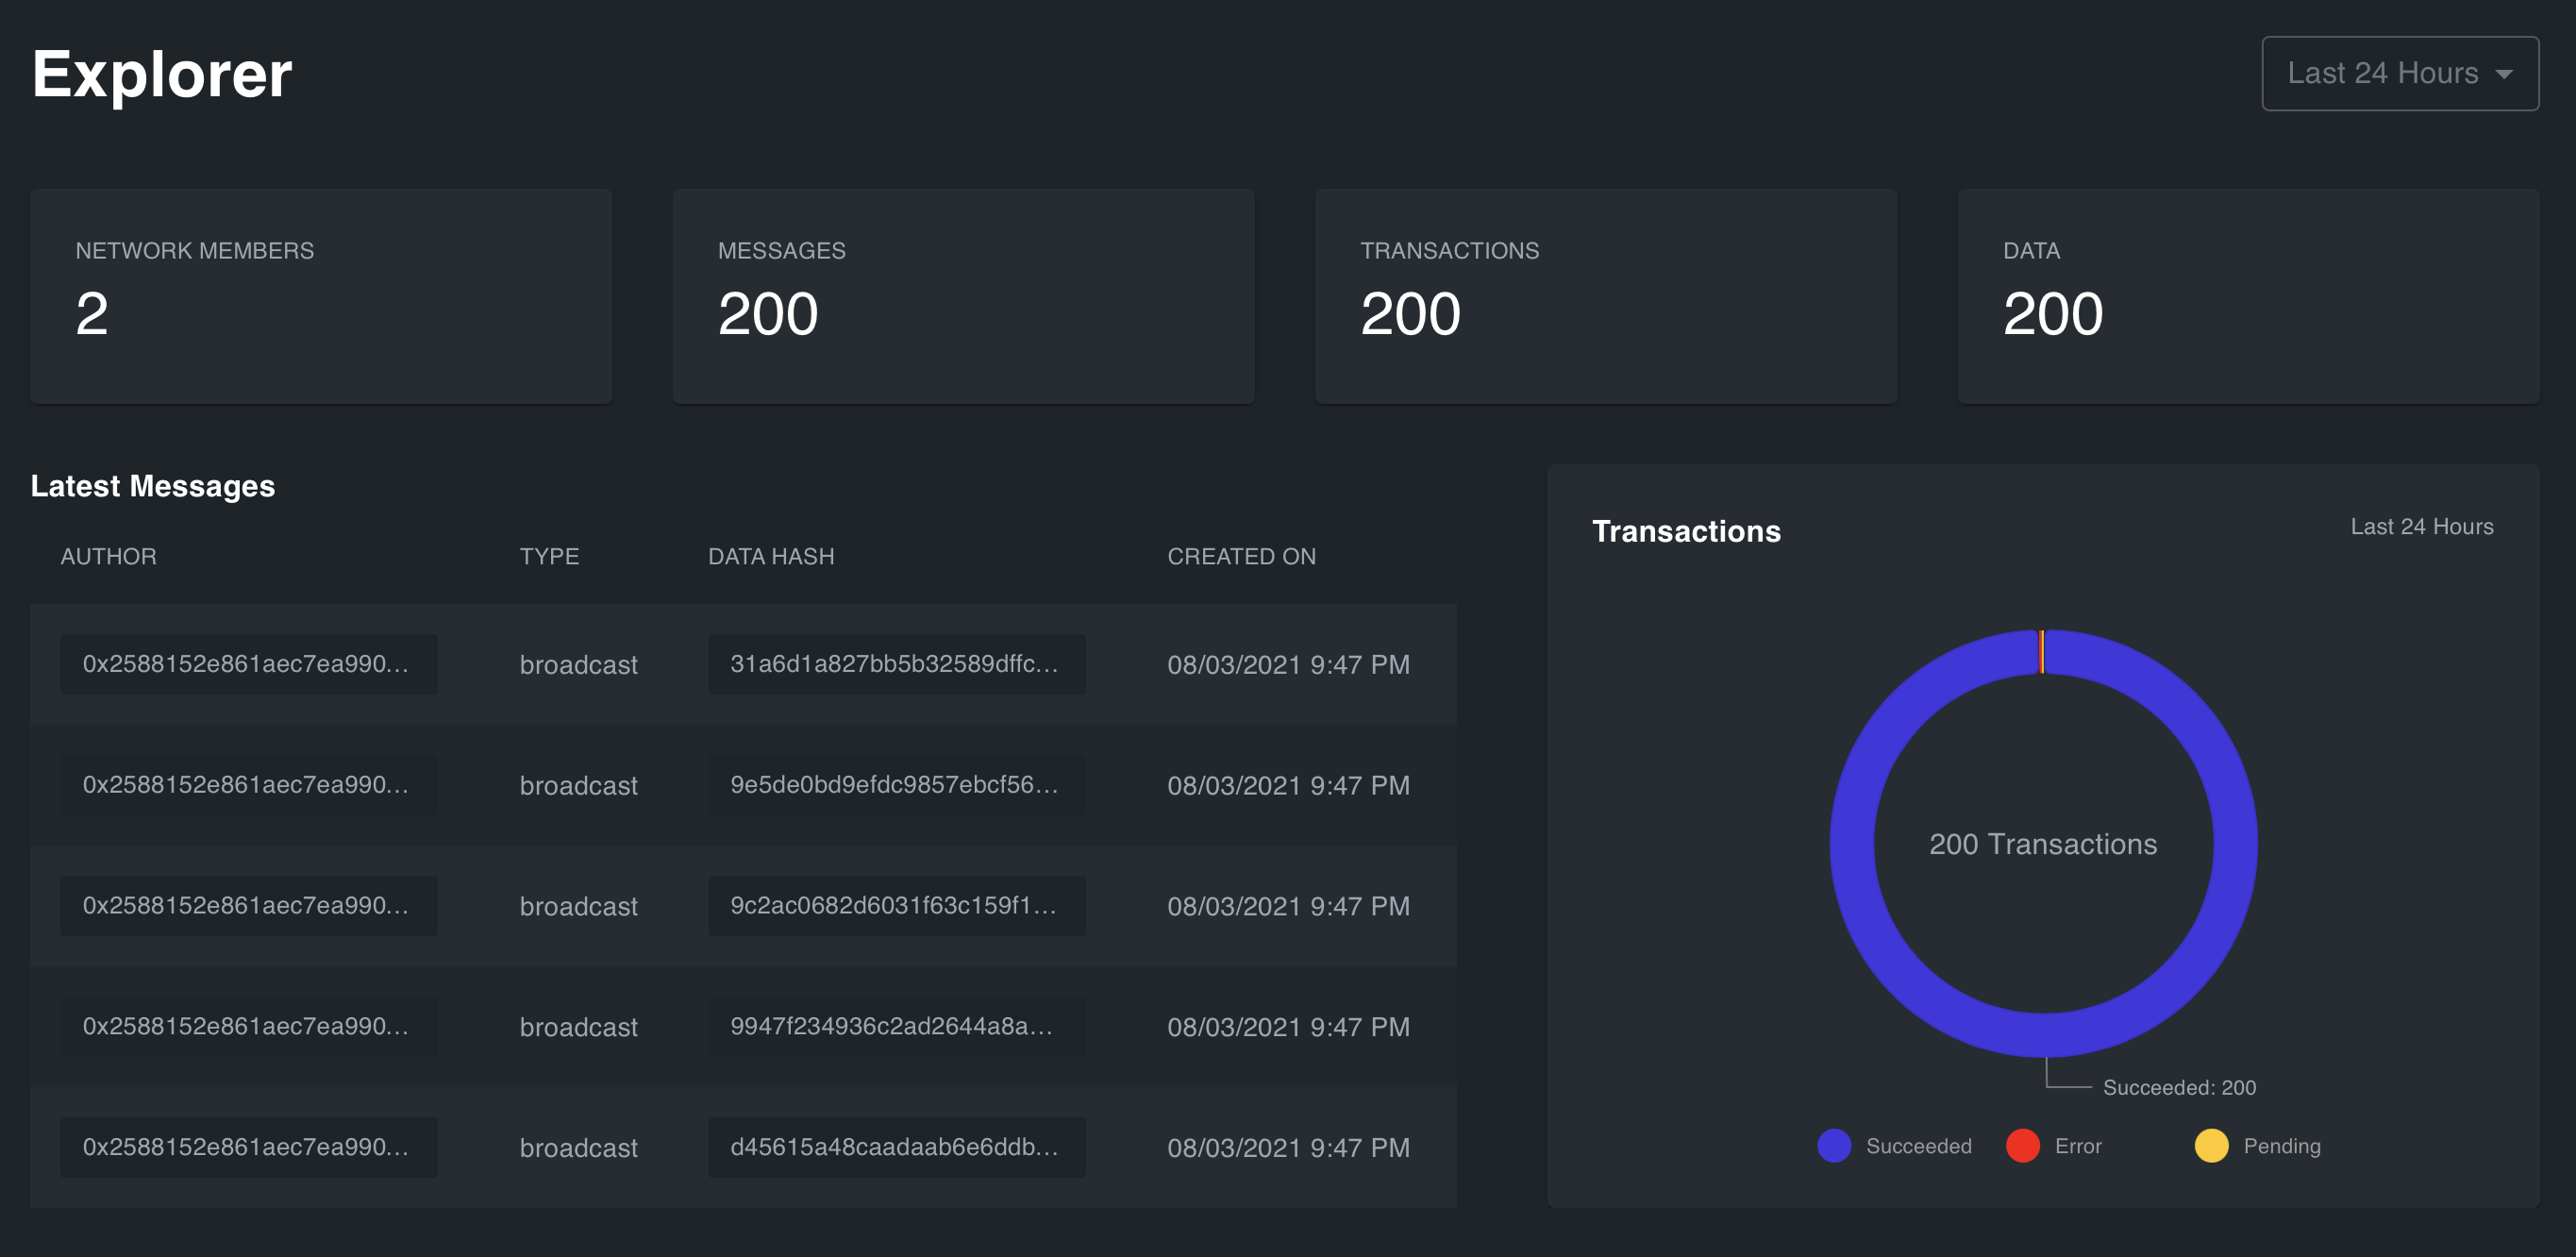 Explorer
Last 24 Hours
NETWORK MEMBERS
2
MESSAGES
200
TRANSACTIONS
200
DATA
200
Latest Messages
AUTHOR TYPE DATA HASH CREATED ON
0x2588152e861aec7ea990... broadcast 31a6d1a827bb5b32589dffc... 08/03/2021 9:47 PM
0x2588152e861aec7ea990... broadcast 9e5de0bd9efdc9857ebcf56... 08/03/2021 9:47 PM
0x2588152e861aec7ea990... broadcast 9c2ac0682d6031f63c159f1... 08/03/2021 9:47 PM
0x2588152e861aec7ea990... broadcast 9947f234936c2ad2644a8a... 08/03/2021 9:47 PM
0x2588152e861aec7ea990... broadcast d45615a48caadaab6e6ddb... 08/03/2021 9:47 PM
Transactions
Last 24 Hours
200 Transactions
Succeeded: 200
Succeeded Error Pending